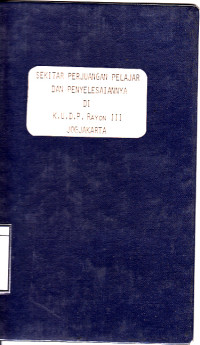 SEKITAR PERJUANGAN PELAJAR
DAN PENYELESAIANNYA
DI
K.U.D.P. RAYON III
JOGJAKARTA